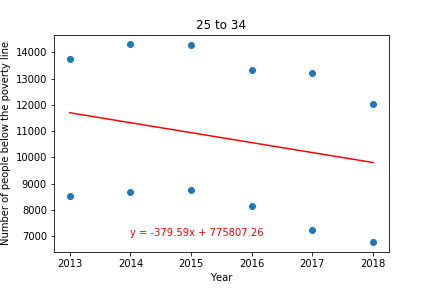 25 to 34
Number of people below the poverty line
14000
13000
12000
11000
10000
9000
8000
7000
y = -379.59x + 775807.26
2013 2014 2015 2016 2017 2018
Year